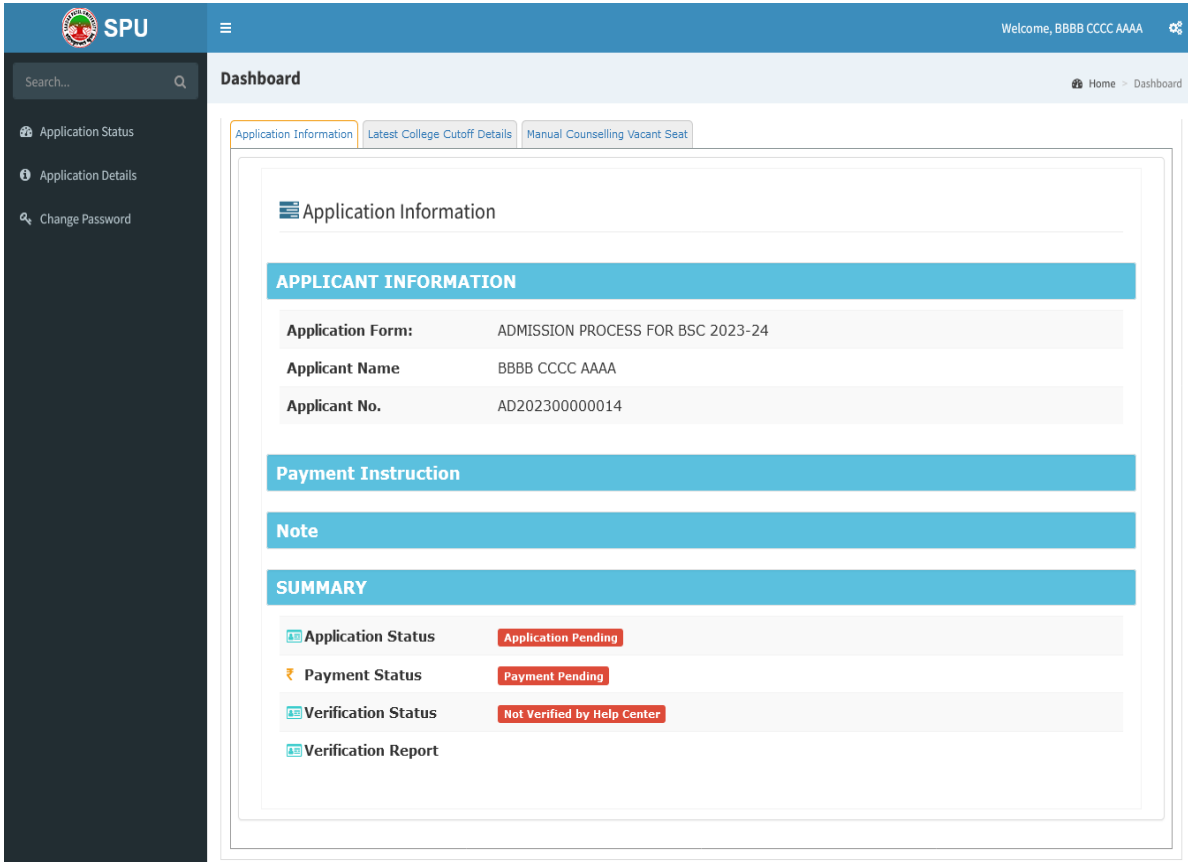 SPU
Welcome, BBBB CCCC AAAA
Search...
Dashboard
Home > Dashboard
Application Status
Application Details
Change Password
Application Information
Latest College Cutoff Details
Manual Counselling Vacant Seat
Application Information
APPLICANT INFORMATION
Application Form: ADMISSION PROCESS FOR BSC 2023-24
Applicant Name BBBB CCCC AAAA
Applicant No. AD202300000014
Payment Instruction
Note
SUMMARY
Application Status Application Pending
₹ Payment Status Payment Pending
Verification Status Not Verified by Help Center
Verification Report